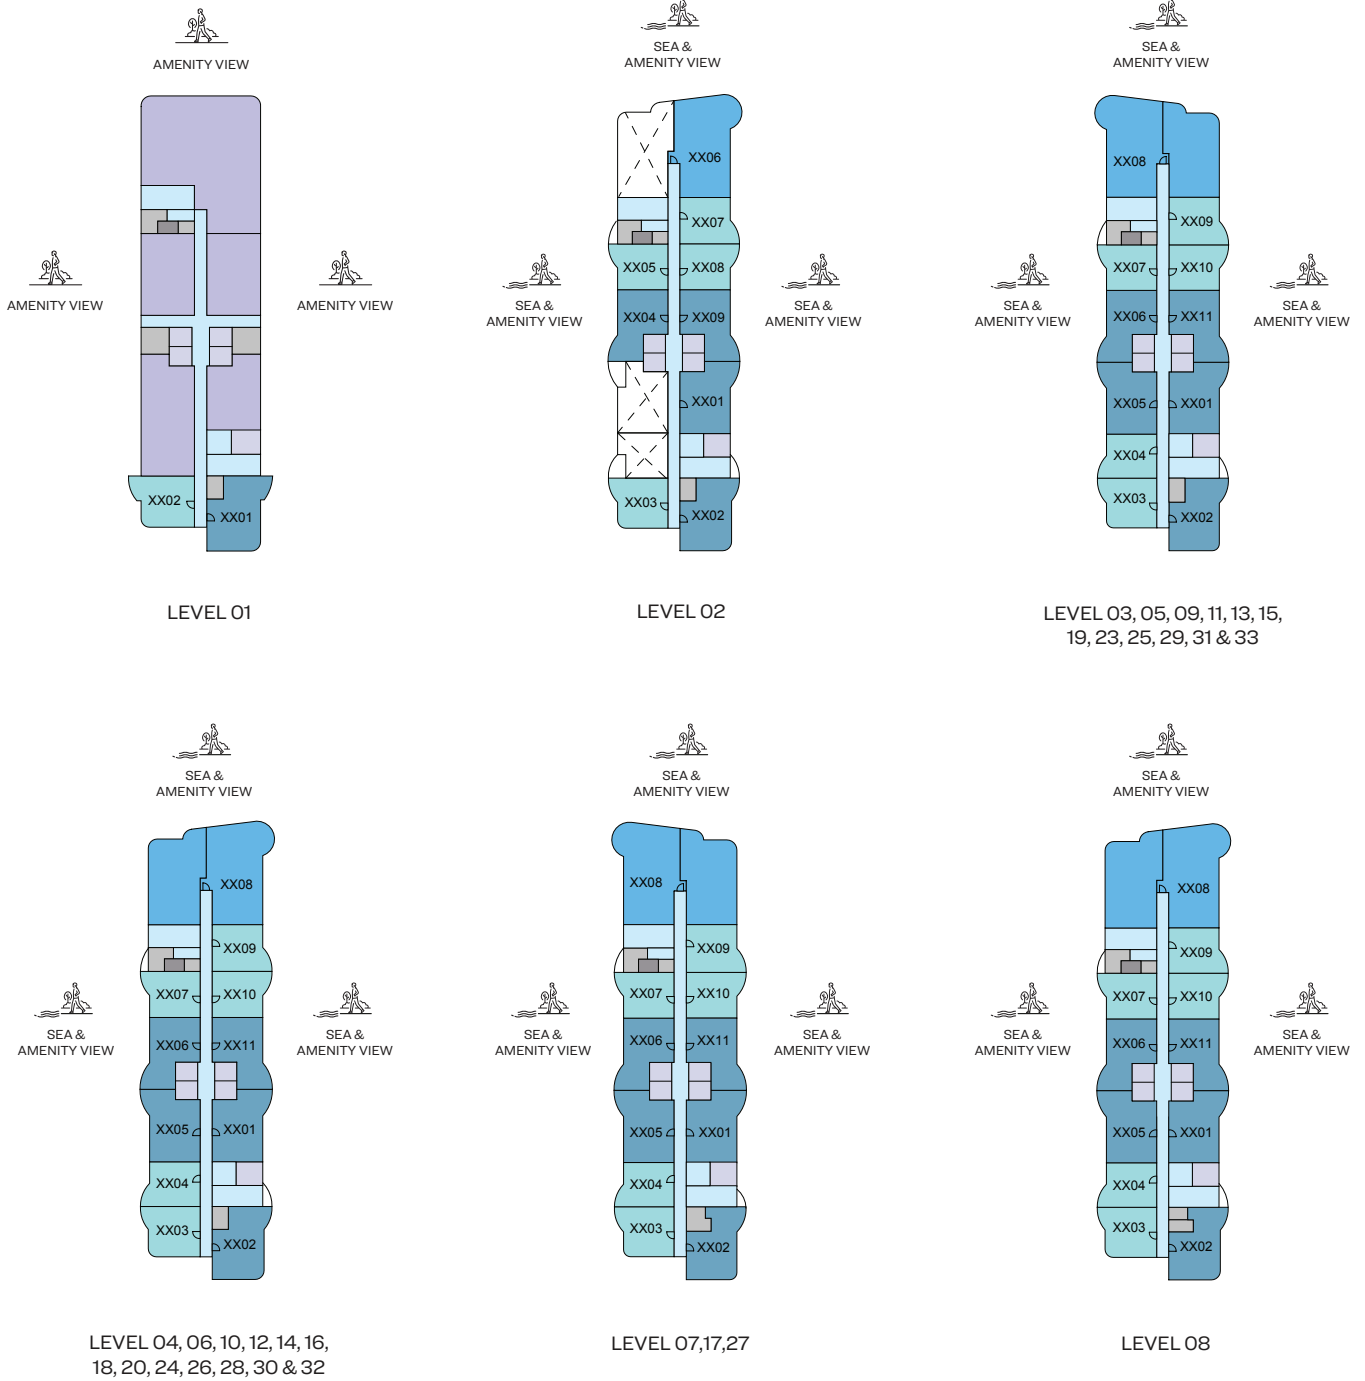 AMENITY VIEW
AMENITY VIEW
AMENITY VIEW
XX02
XX01
LEVEL 01
SEA &
AMENITY VIEW
SEA &
AMENITY VIEW
SEA &
AMENITY VIEW
XX06
XX07
XX05
XX08
XX04
XX09
XX01
XX03
XX02
LEVEL 02
SEA &
AMENITY VIEW
SEA &
AMENITY VIEW
SEA &
AMENITY VIEW
XX08
XX09
XX07
XX10
XX06
XX11
XX05
XX01
XX04
XX03
XX02
LEVEL 03, 05, 09, 11, 13, 15,
19, 23, 25, 29, 31 & 33
SEA &
AMENITY VIEW
SEA &
AMENITY VIEW
SEA &
AMENITY VIEW
XX08
XX09
XX07
XX10
XX06
XX11
XX05
XX01
XX04
XX03
XX02
LEVEL 04, 06, 10, 12, 14, 16,
18, 20, 24, 26, 28, 30 & 32
SEA &
AMENITY VIEW
SEA &
AMENITY VIEW
SEA &
AMENITY VIEW
XX08
XX09
XX07
XX10
XX06
XX11
XX05
XX01
XX04
XX03
XX02
LEVEL 07,17,27
SEA &
AMENITY VIEW
SEA &
AMENITY VIEW
SEA &
AMENITY VIEW
XX08
XX09
XX07
XX10
XX06
XX11
XX05
XX01
XX04
XX03
XX02
LEVEL 08